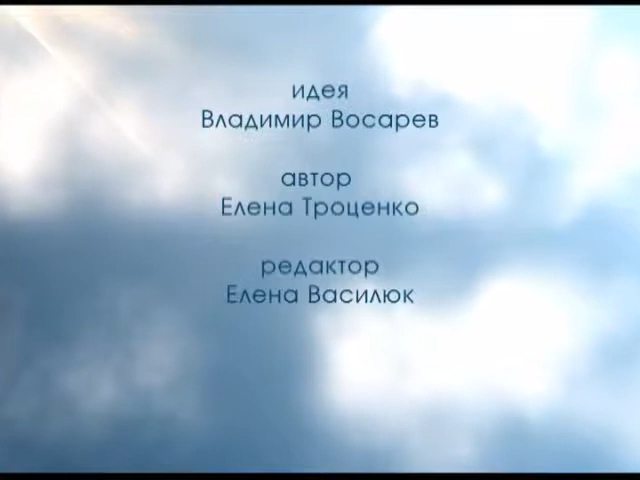 идея
Владимир Восарев
автор
Елена Троценко
редактор
Елена Василюк